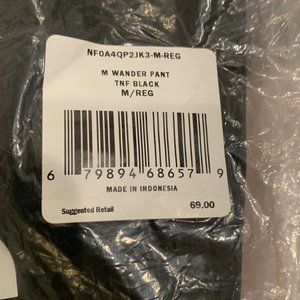 NF0A4QP2JK3-M-REG
M WANDER PANT
TNF BLACK
M/REG
6 79894 68657 9
MADE IN INDONESIA
Suggested Retail 69.00